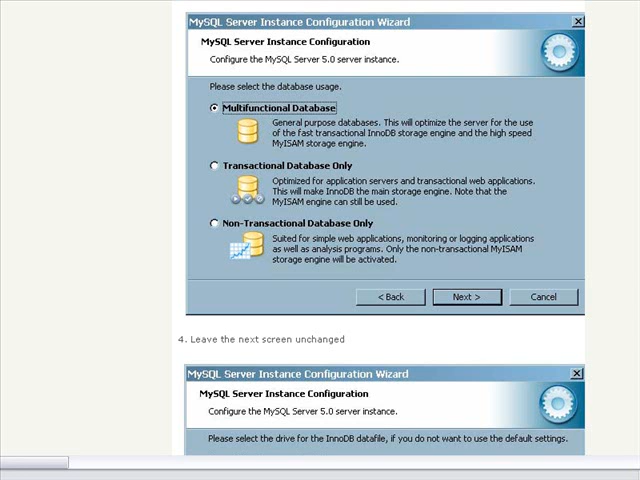 MySQL Server Instance Configuration Wizard
MySQL Server Instance Configuration
Configure the MySQL Server 5.0 server instance.
Please select the database usage.
Multifunctional Database
General purpose databases. This will optimize the server for the use
of the fast transactional InnoDB storage engine and the high speed
MyISAM storage engine.
Transactional Database Only
Optimized for application servers and transactional web applications.
This will make InnoDB the main storage engine. Note that the
MyISAM engine can still be used.
Non-Transactional Database Only
Suited for simple web applications, monitoring or logging applications
as well as analysis programs. Only the non-transactional MyISAM
storage engine will be activated.
< Back Next > Cancel
4. Leave the next screen unchanged
MySQL Server Instance Configuration Wizard
MySQL Server Instance Configuration
Configure the MySQL Server 5.0 server instance.
Please select the drive for the InnoDB datafile, if you do not want to use the default settings.